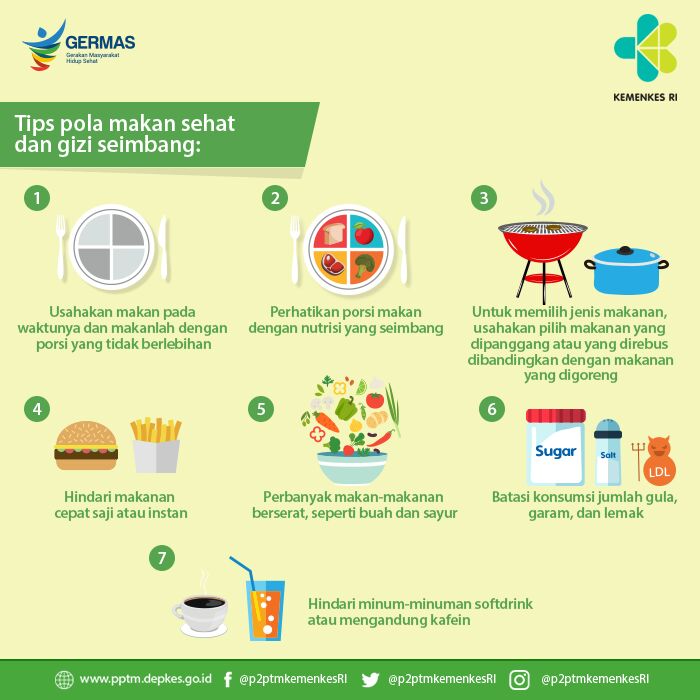 GERMAS
Gerakan Masyarakat
Hidup Sehat
KEMENKES RI
Tips pola makan sehat
dan gizi seimbang:
1
Usahakan makan pada
waktunya dan makanlah dengan
porsi yang tidak berlebihan
2
Perhatikan porsi makan
dengan nutrisi yang seimbang
3
Untuk memilih jenis makanan,
usahakan pilih makanan yang
dipanggang atau yang direbus
dibandingkan dengan makanan
yang digoreng
4
Hindari makanan
cepat saji atau instan
5
Perbanyak makan-makanan
berserat, seperti buah dan sayur
6
Sugar
Salt
LDL
Batasi konsumsi jumlah gula,
garam, dan lemak
7
Hindari minum-minuman softdrink
atau mengandung kafein
www.pptm.depkes.go.id
f @p2ptmkemenkesRI
@p2ptmkemenkesRI
@p2ptmkemenkesRI